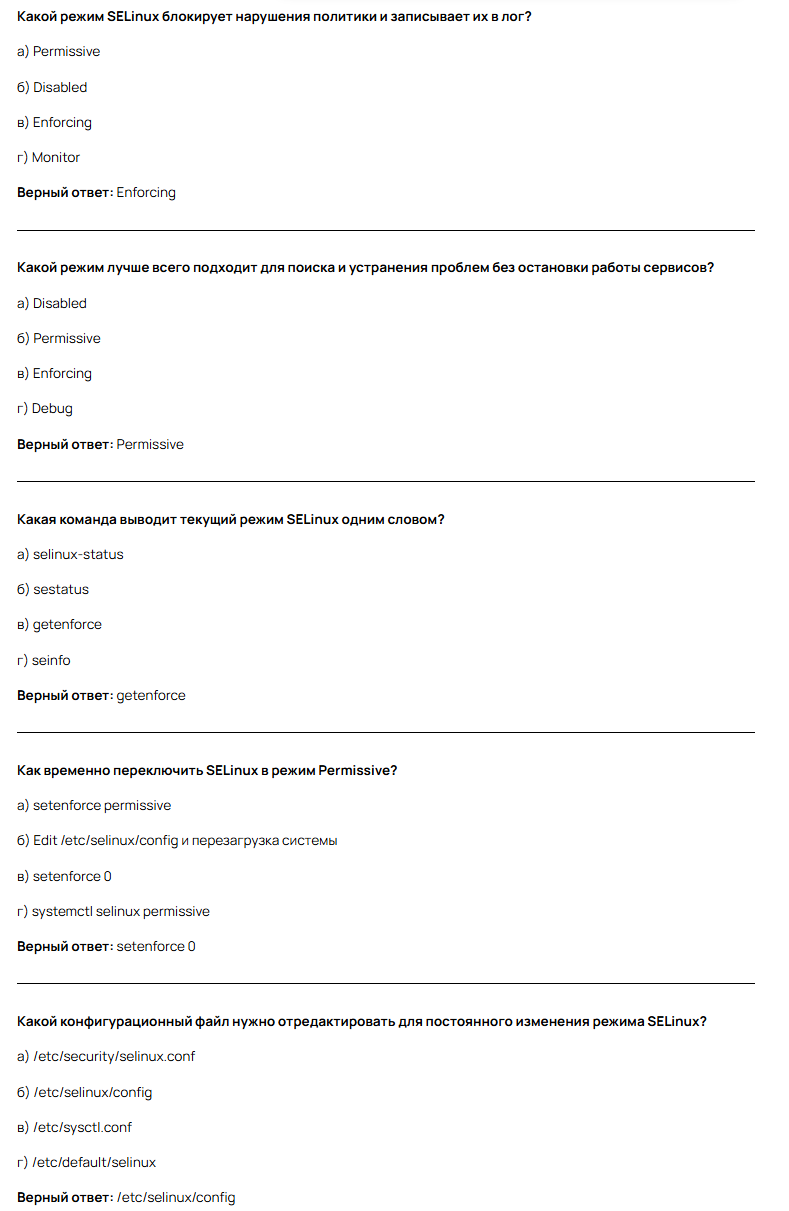 Какой режим SELinux блокирует нарушения политики и записывает их в лог?
а) Permissive
б) Disabled
в) Enforcing
г) Monitor
Верный ответ: Enforcing
Какой режим лучше всего подходит для поиска и устранения проблем без остановки работы сервисов?
а) Disabled
б) Permissive
в) Enforcing
г) Debug
Верный ответ: Permissive
Какая команда выводит текущий режим SELinux одним словом?
а) selinux-status
б) sestatus
в) getenforce
г) seinfo
Верный ответ: getenforce
Как временно переключить SELinux в режим Permissive?
а) setenforce permissive
б) Edit /etc/selinux/config и перезагрузка системы
в) setenforce 0
г) systemctl selinux permissive
Верный ответ: setenforce 0
Какой конфигурационный файл нужно отредактировать для постоянного изменения режима SELinux?
а) /etc/security/selinux.conf
б) /etc/selinux/config
в) /etc/sysctl.conf
г) /etc/default/selinux
Верный ответ: /etc/selinux/config